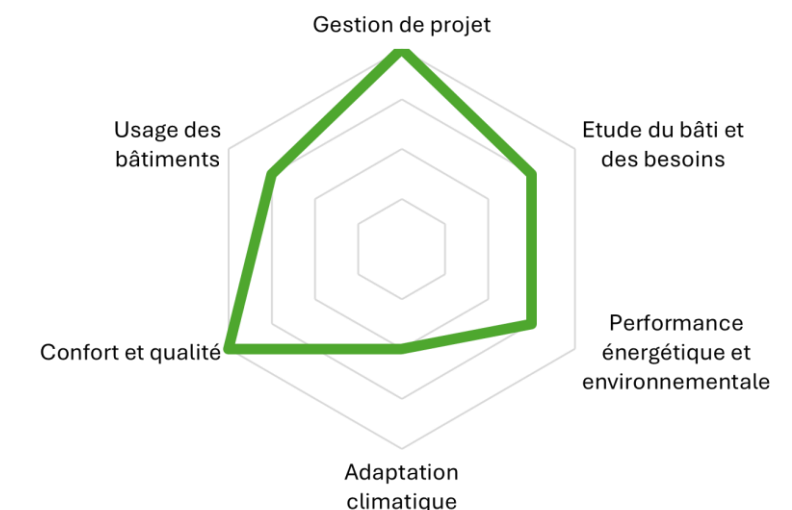 Gestion de projet
Etude du bâti et
des besoins
Performance
énergétique et
environnementale
Adaptation
climatique
Confort et qualité
Usage des
bâtiments